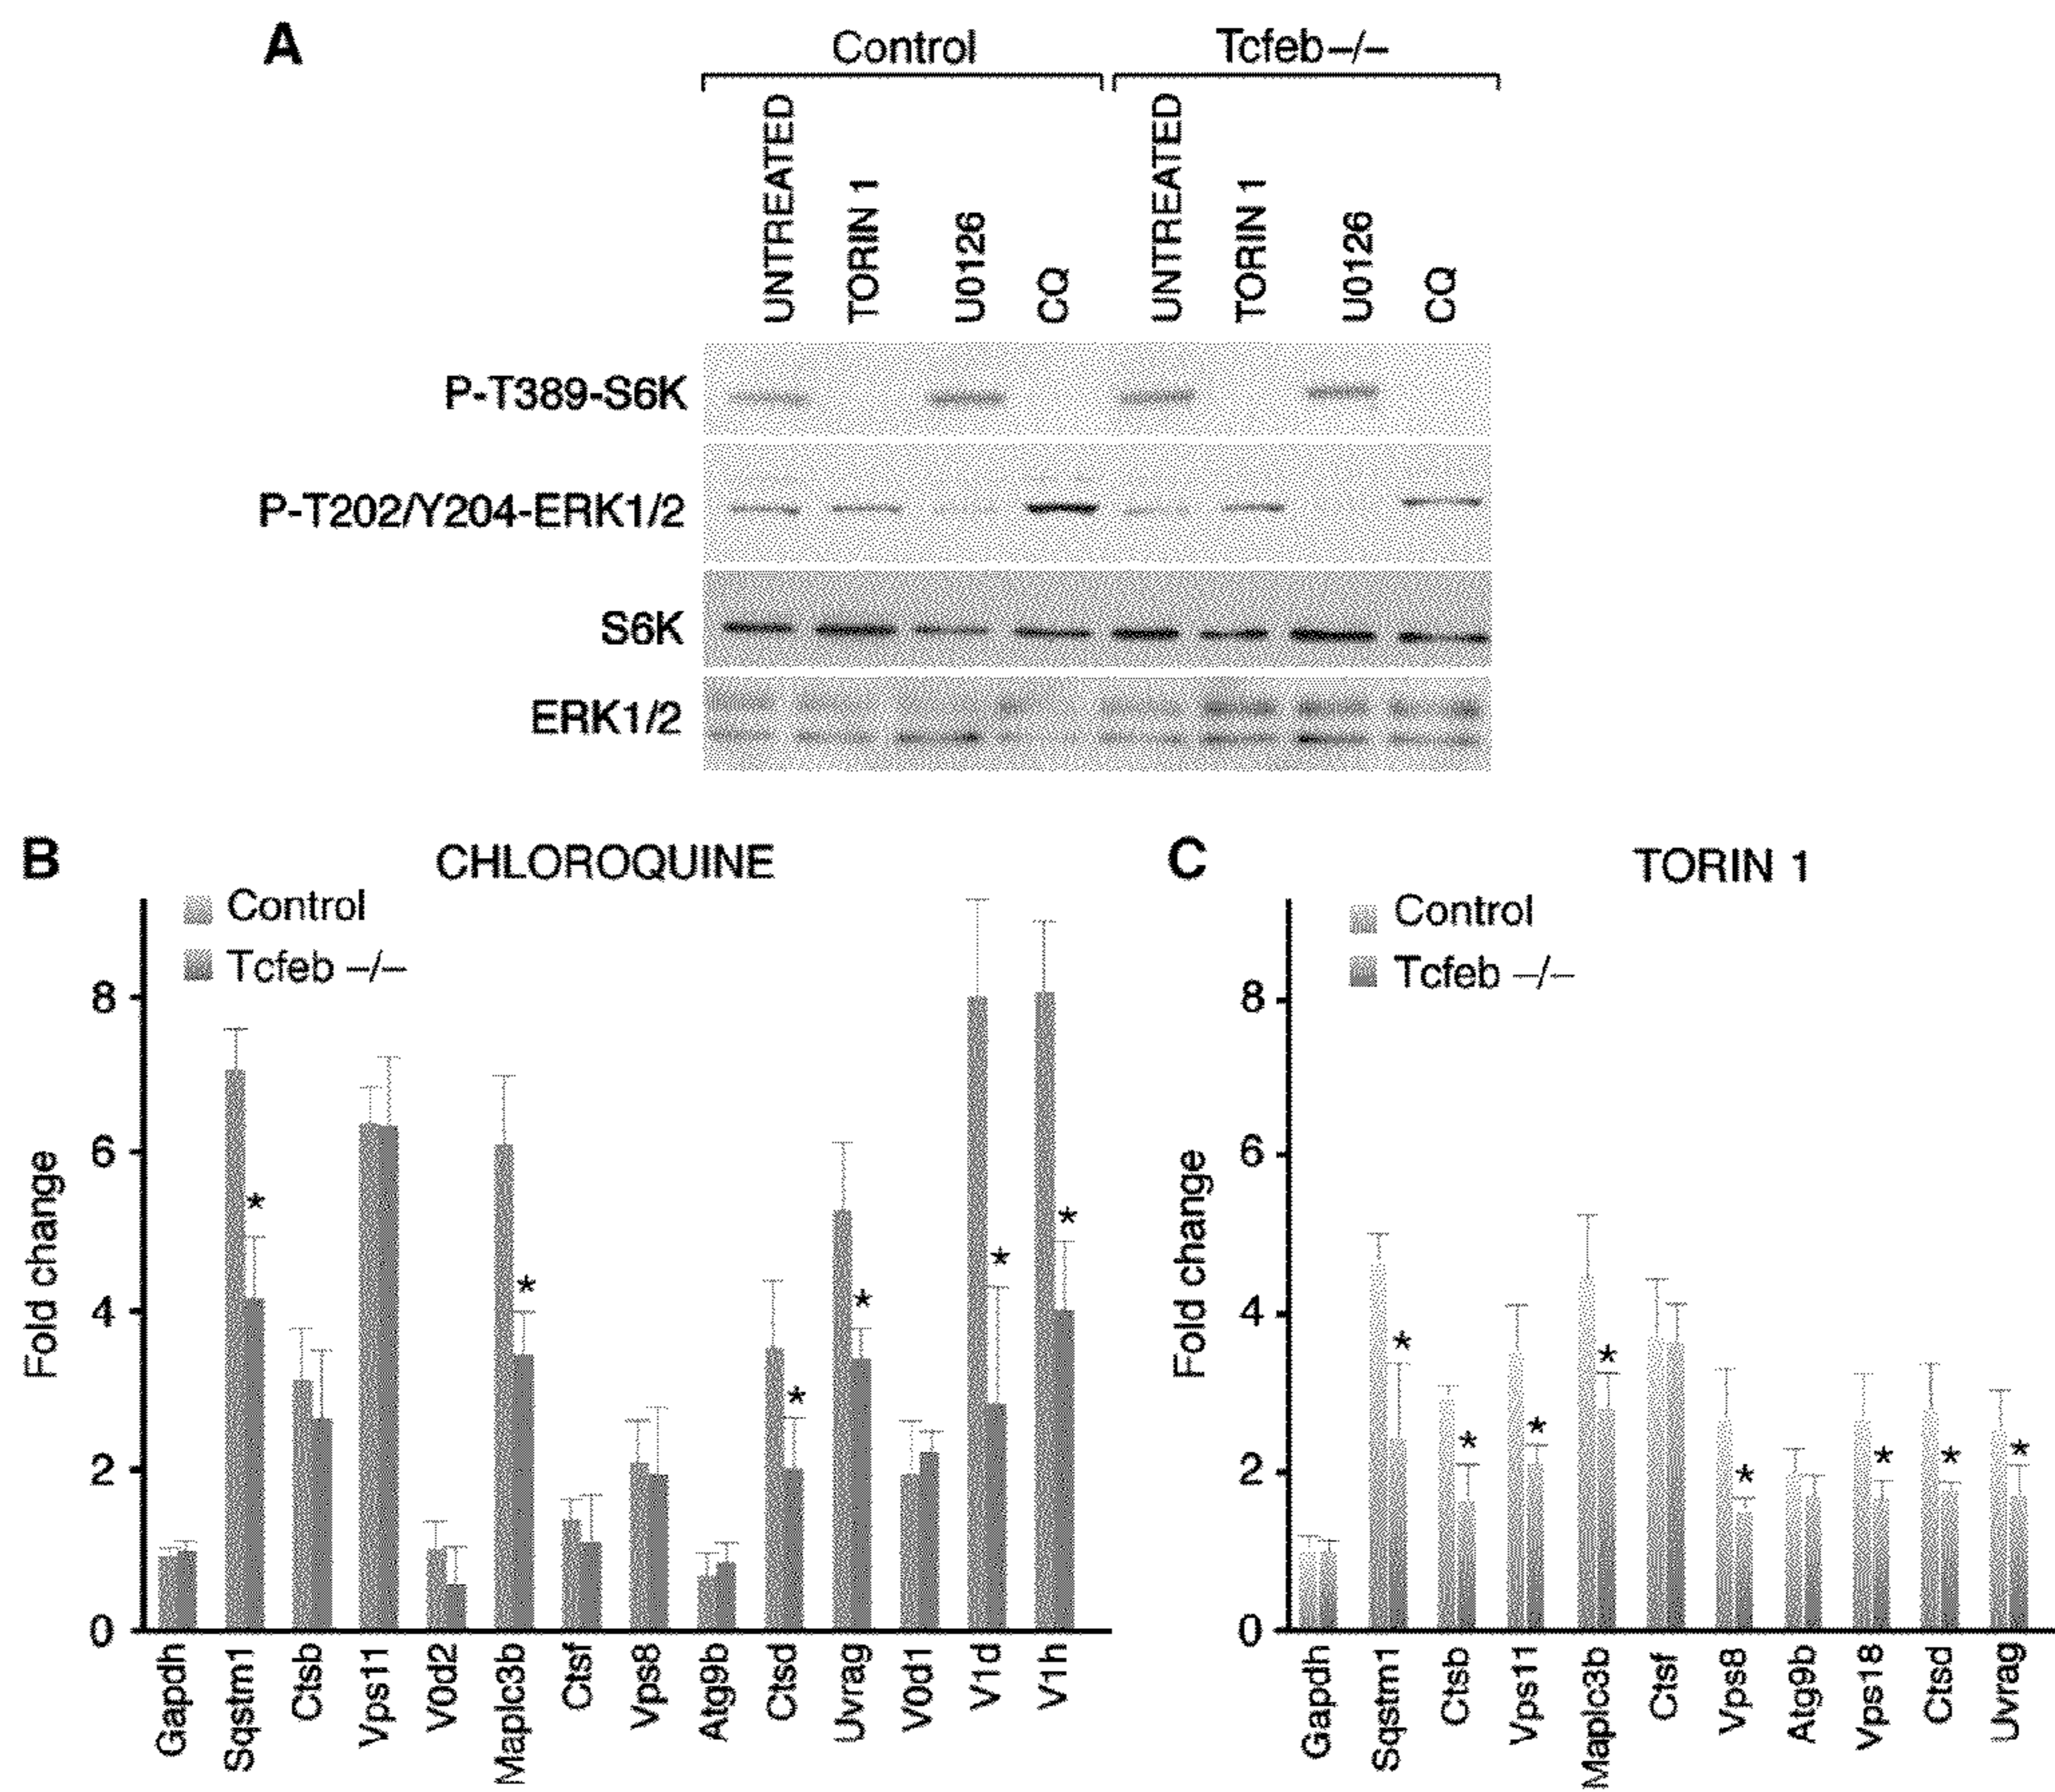 A
Control Tcfeb–/–
UNTREATED TORIN 1 U0126 CQ UNTREATED TORIN 1 U0126 CQ
P-T389-S6K
P-T202/Y204-ERK1/2
S6K
ERK1/2
B CHLOROQUINE
Control
Tcfeb –/–
Fold change
8
6
4
2
0
* * * * * *
Gapdh Sqstm1 Ctsb Vps11 V0d2 Maplc3b Ctsf Vps8 Atg9b Ctsd Uvrag V0d1 V1d V1h
C TORIN 1
Control
Tcfeb –/–
Fold change
8
6
4
2
0
* * * * * * * *
Gapdh Sqstm1 Ctsb Vps11 Maplc3b Ctsf Vps8 Atg9b Vps18 Ctsd Uvrag